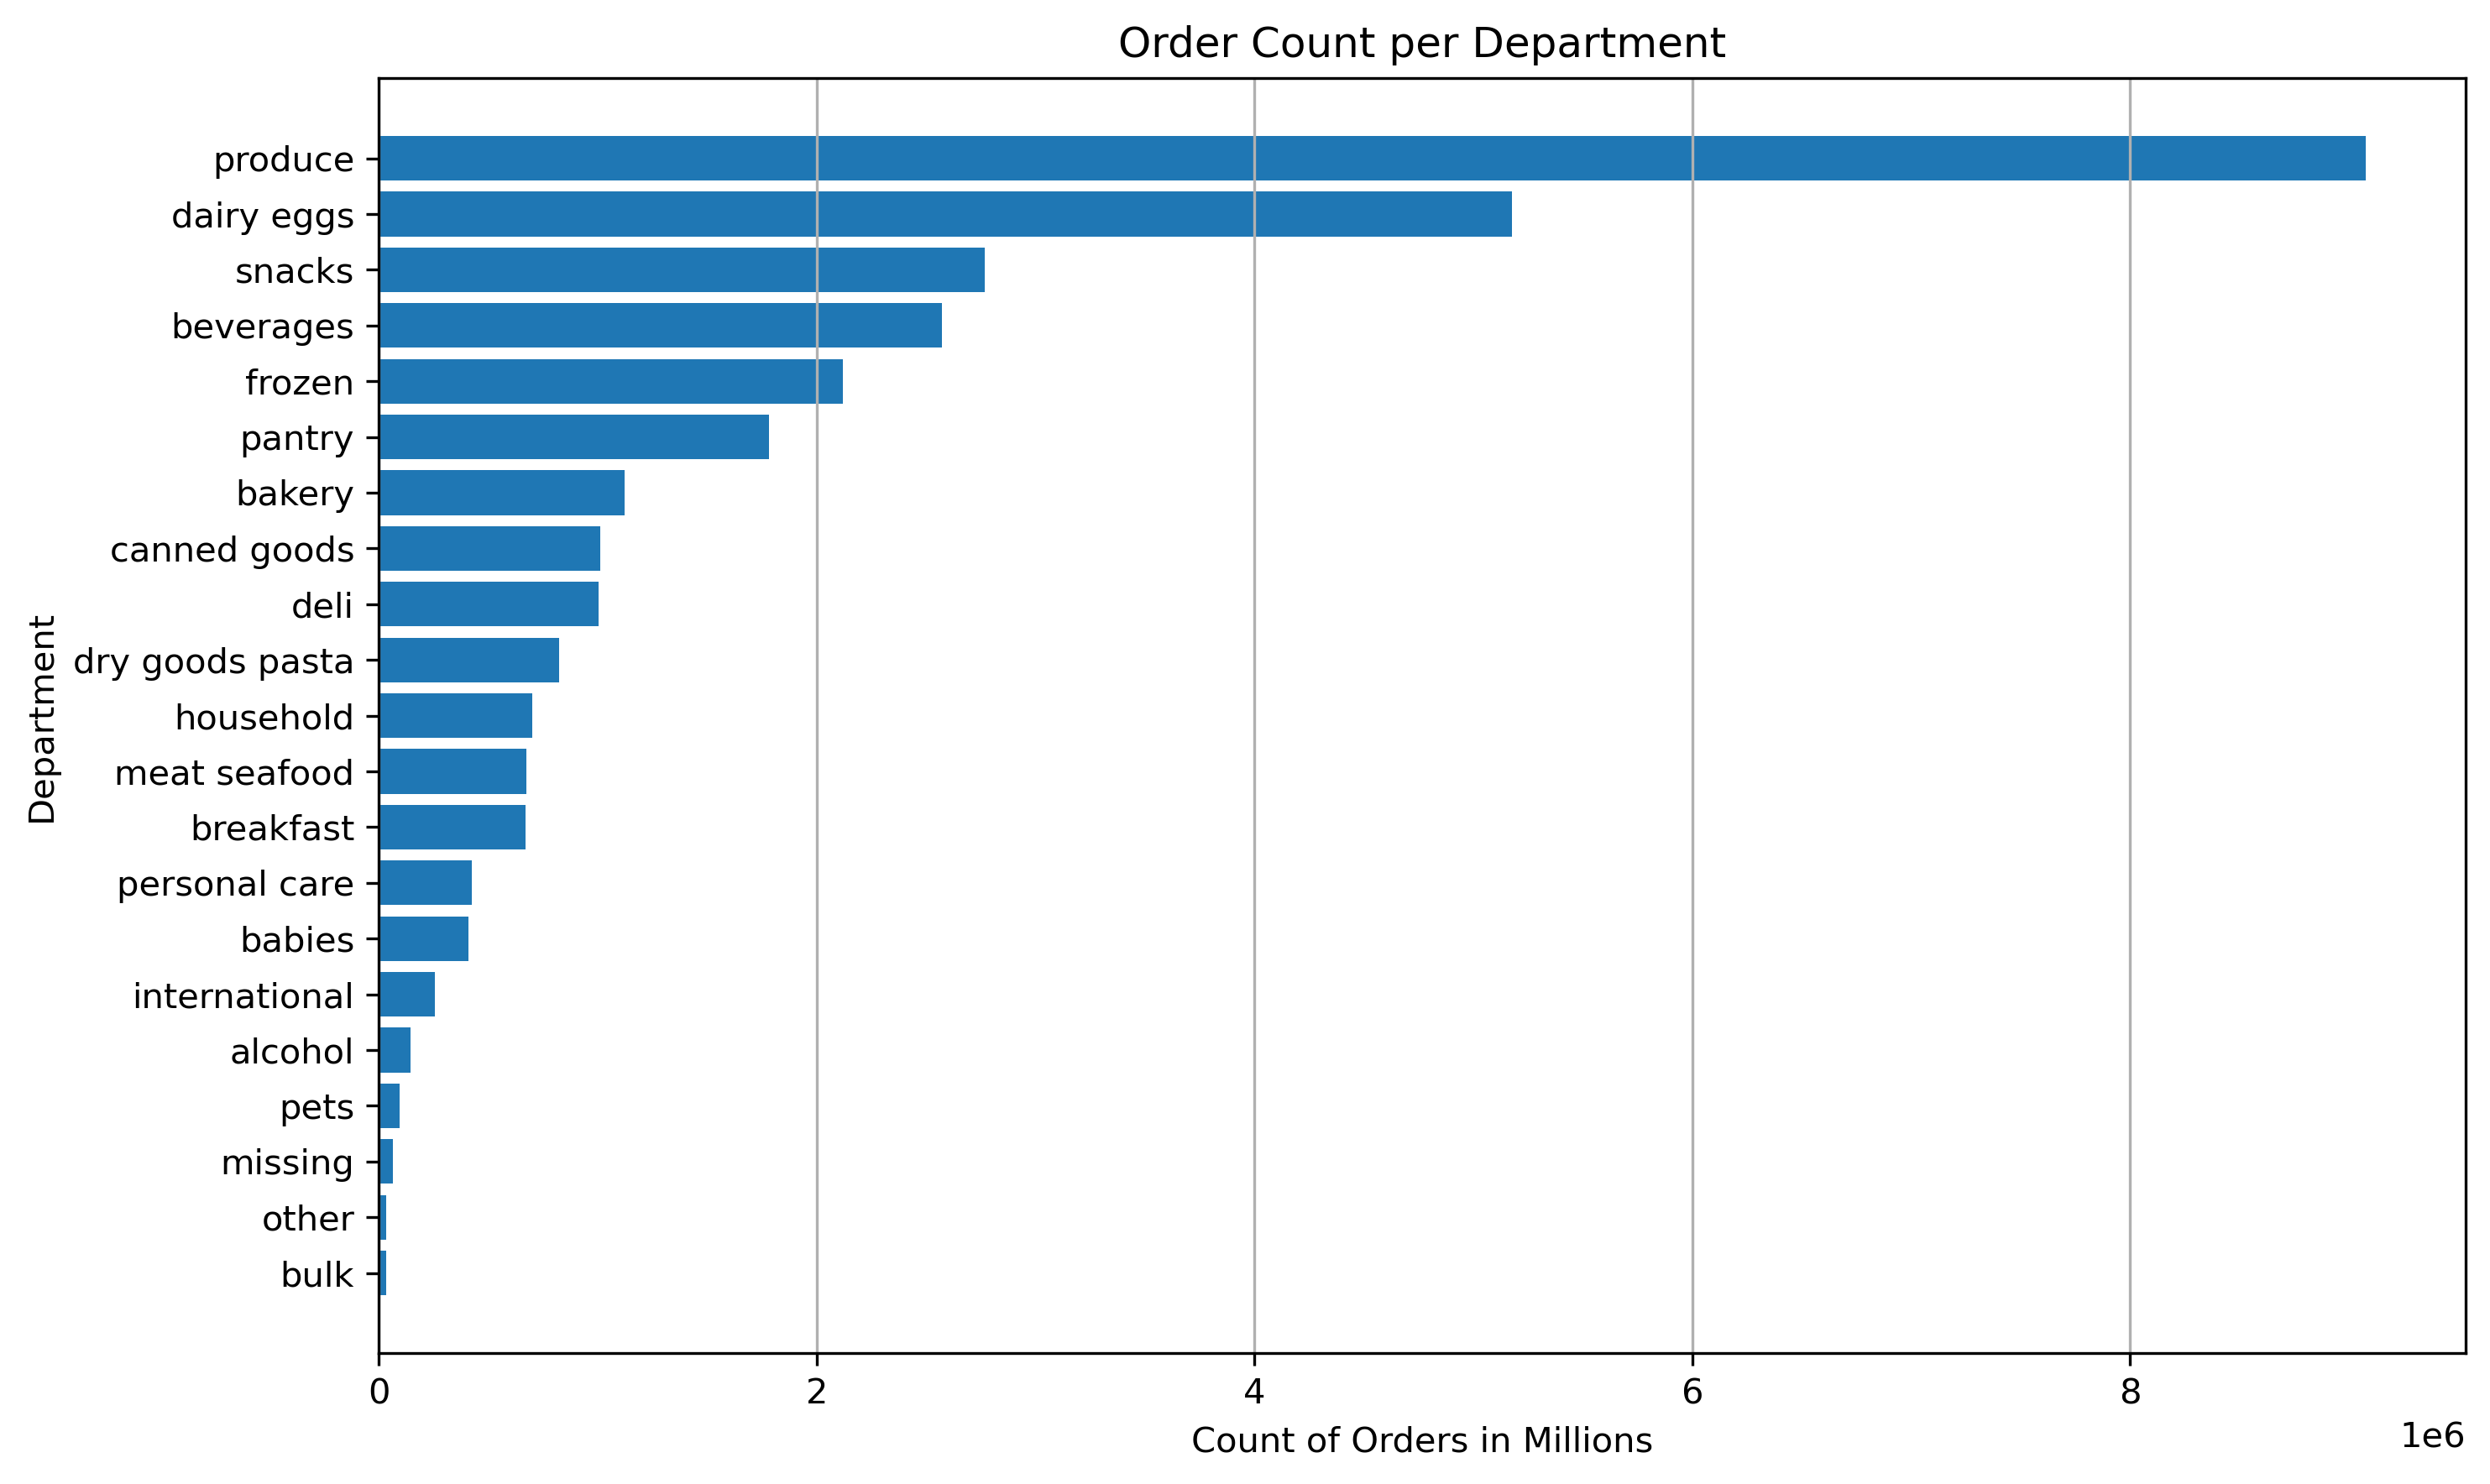 Order Count per Department
Department
produce
dairy eggs
snacks
beverages
frozen
pantry
bakery
canned goods
deli
dry goods pasta
household
meat seafood
breakfast
personal care
babies
international
alcohol
pets
missing
other
bulk
0 2 4 6 8
1e6
Count of Orders in Millions